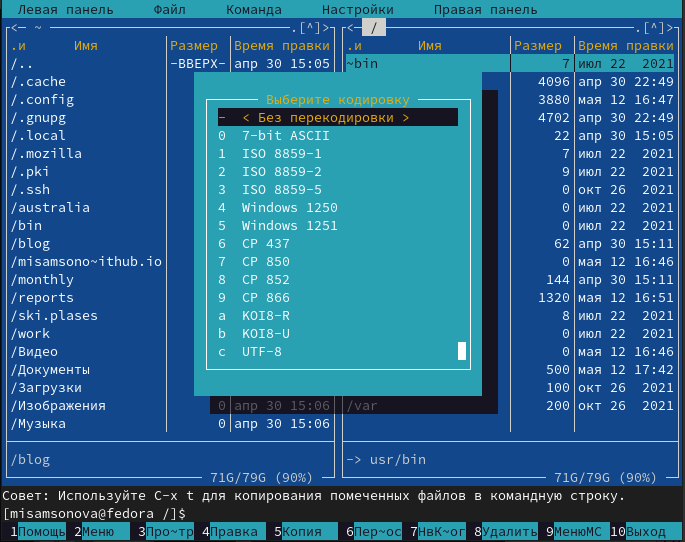 Левая панель Файл Команда Настройки Правая панель
<─ ~ .[^]> <─ / .[^]>
.и Имя Размер Время правки .и Имя Размер Время правки
/.. -ВВЕРХ- апр 30 15:05 ~bin 7 июл 22 2021
/.cache 4096 апр 30 22:49
/.config Выберите кодировку 3880 мая 12 16:47
/.gnupg - < Без перекодировки > 4702 апр 30 22:49
/.local 0 7-bit ASCII 22 апр 30 15:05
/.mozilla 1 ISO 8859-1 7 июл 22 2021
/.pki 2 ISO 8859-2 9 июл 22 2021
/.ssh 3 ISO 8859-5 0 окт 26 2021
/australia 4 Windows 1250 0 июл 22 2021
/bin 5 Windows 1251 0 июл 22 2021
/blog 6 CP 437 62 апр 30 15:11
/misamsono~ithub.io 7 CP 850 0 мая 12 16:46
/monthly 8 CP 852 144 апр 30 15:11
/reports 9 CP 866 1320 мая 12 16:51
/ski.plases a KOI8-R 8 июл 22 2021
/work b KOI8-U 0 июл 22 2021
/Видео c UTF-8 0 мая 12 16:46
/Документы 500 мая 12 17:42
/Загрузки 100 окт 26 2021
/Изображения 0 апр 30 15:06 /var 200 окт 26 2021
/Музыка 0 апр 30 15:06
/blog -> usr/bin
71G/79G (90%) 71G/79G (90%)
Совет: Используйте C-x t для копирования помеченных файлов в командную строку.
[misamsonova@fedora /]$
1Помощь 2Меню 3Про~тр 4Правка 5Копия 6Пер~ос 7НвК~ог 8Удалить 9МенюMC 10Выход